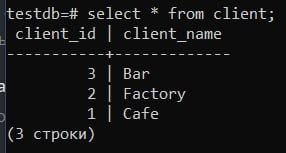 testdb=# select * from client;
client_id | client_name
-----------+-------------
3 | Bar
2 | Factory
1 | Cafe
(3 строки)